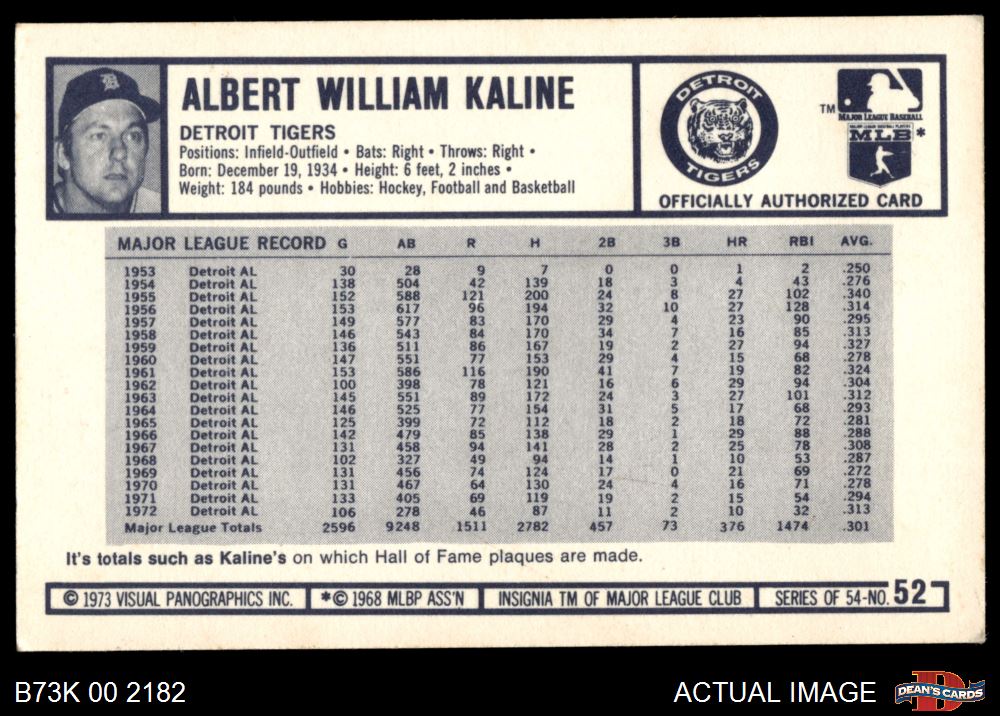 ALBERT WILLIAM KALINE
DETROIT TIGERS
Positions: Infield-Outfield • Bats: Right • Throws: Right •
Born: December 19, 1934 • Height: 6 feet, 2 inches •
Weight: 184 pounds • Hobbies: Hockey, Football and Basketball
DETROIT
TIGERS
TM
MAJOR LEAGUE BASEBALL
MLB *
OFFICIALLY AUTHORIZED CARD
MAJOR LEAGUE RECORD G AB R H 2B 3B HR RBI AVG.
1953 Detroit AL 30 28 9 7 0 0 1 2 .250
1954 Detroit AL 138 504 42 139 18 3 4 43 .276
1955 Detroit AL 152 588 121 200 24 8 27 102 .340
1956 Detroit AL 153 617 96 194 32 10 27 128 .314
1957 Detroit AL 149 577 83 170 29 4 23 90 .295
1958 Detroit AL 146 543 84 170 34 7 16 85 .313
1959 Detroit AL 136 511 86 167 19 2 27 94 .327
1960 Detroit AL 147 551 77 153 29 4 15 68 .278
1961 Detroit AL 153 586 116 190 41 7 19 82 .324
1962 Detroit AL 100 398 78 121 16 6 29 94 .304
1963 Detroit AL 145 551 89 172 24 3 27 101 .312
1964 Detroit AL 146 525 77 154 31 5 17 68 .293
1965 Detroit AL 125 399 72 112 18 2 18 72 .281
1966 Detroit AL 142 479 85 138 29 1 29 88 .288
1967 Detroit AL 131 458 94 141 28 2 25 78 .308
1968 Detroit AL 102 327 49 94 14 1 10 53 .287
1969 Detroit AL 131 456 74 124 17 0 21 69 .272
1970 Detroit AL 131 467 64 130 24 4 16 71 .278
1971 Detroit AL 133 405 69 119 19 2 15 54 .294
1972 Detroit AL 106 278 46 87 11 2 10 32 .313
Major League Totals 2596 9248 1511 2782 457 73 376 1474 .301
It's totals such as Kaline's on which Hall of Fame plaques are made.
© 1973 VISUAL PANOGRAPHICS INC. *© 1968 MLBP ASS'N INSIGNIA TM OF MAJOR LEAGUE CLUB SERIES OF 54-NO. 52
B73K 00 2182
ACTUAL IMAGE
DEAN'S CARDS